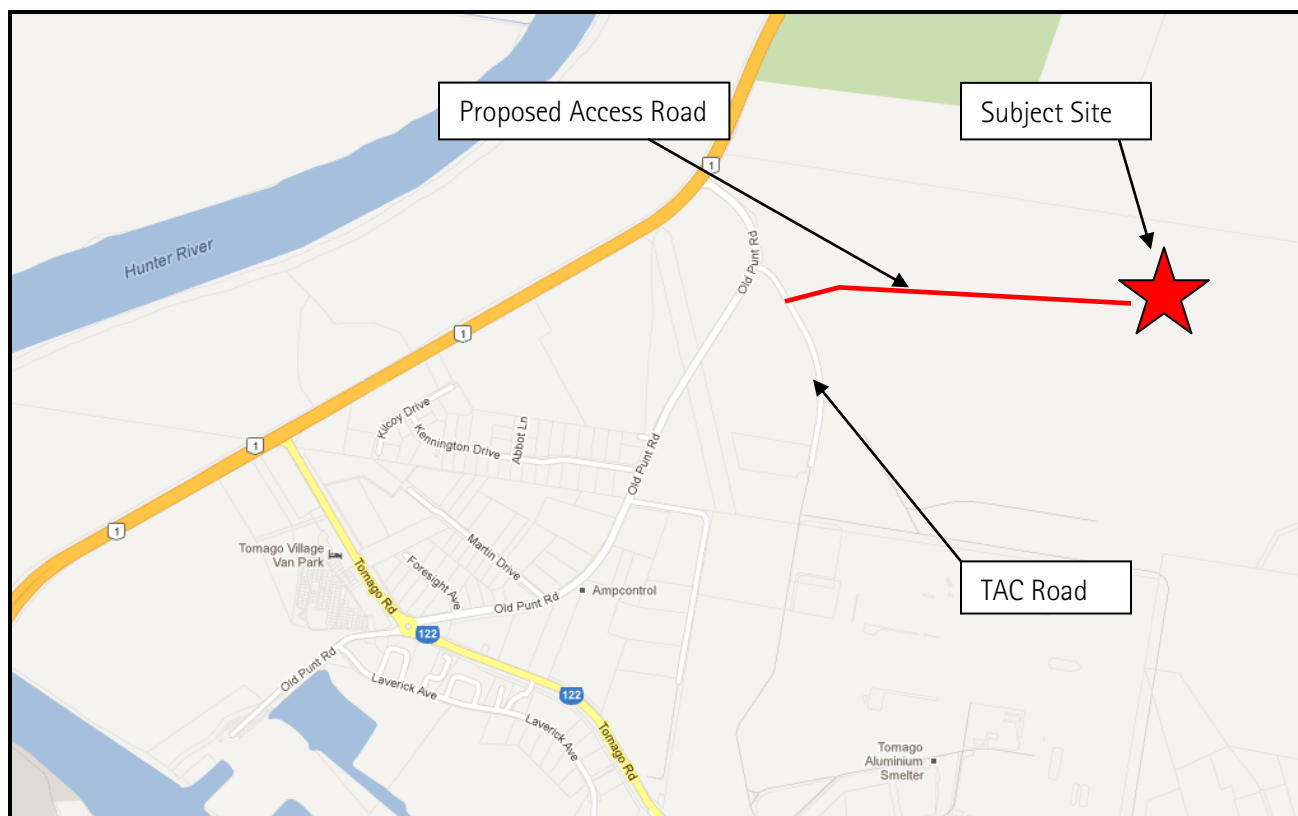 Proposed Access Road
Subject Site
1
Hunter River
Old Punt Rd
1
Kilcoy Drive
Kennington Drive
Abbot Ln
1
Old Punt Rd
1
Tomago Village
Van Park
Martin Drive
Foresight Ave
Tomago Rd
Ampcontrol
Old Punt Rd
TAC Road
122
Old Punt Rd
Laverick Ave
122
Laverick Ave
Tomago Rd
Tomago
Aluminium
Smelter